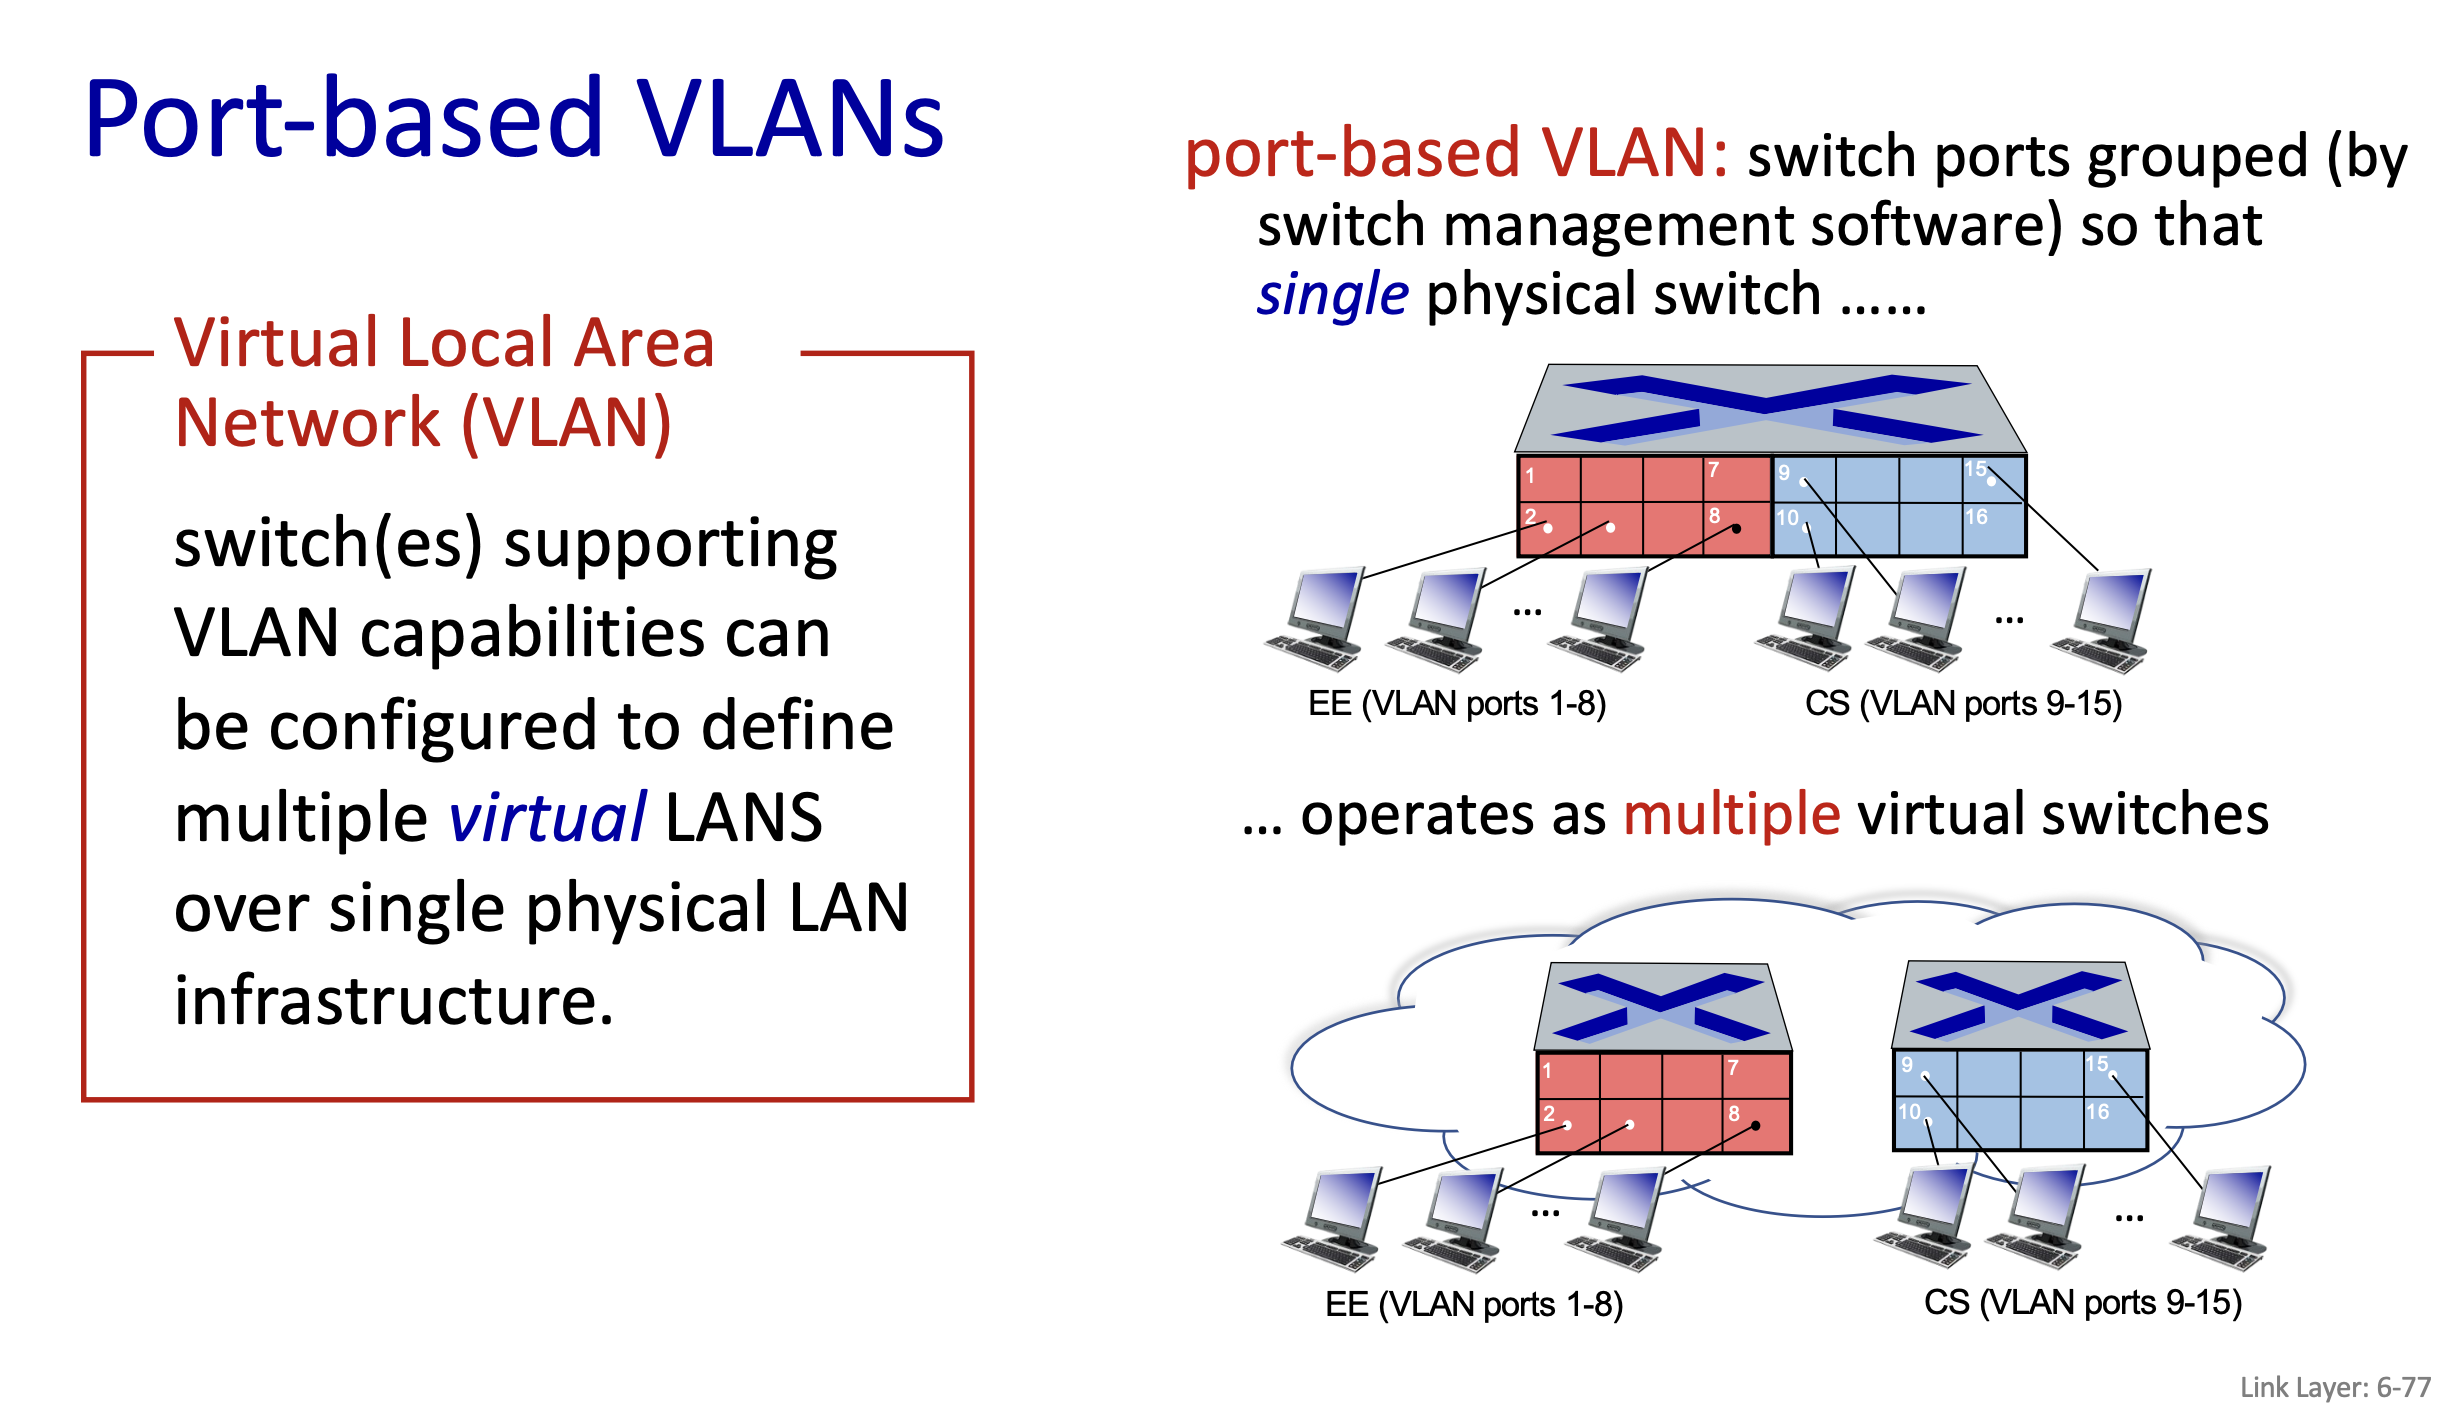 Port-based VLANs
Virtual Local Area
Network (VLAN)
switch(es) supporting
VLAN capabilities can
be configured to define
multiple virtual LANS
over single physical LAN
infrastructure.
port-based VLAN: switch ports grouped (by
switch management software) so that
single physical switch ……
1 7 9 15
2 8 10 16
... ...
EE (VLAN ports 1-8) CS (VLAN ports 9-15)
… operates as multiple virtual switches
1 7 9 15
2 8 10 16
... ...
EE (VLAN ports 1-8) CS (VLAN ports 9-15)
Link Layer: 6-77